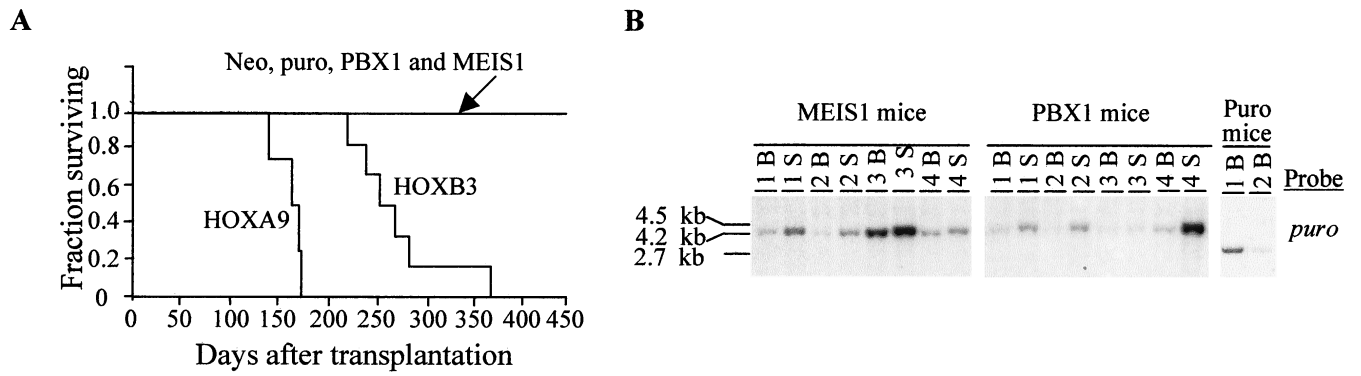 A
Neo, puro, PBX1 and MEIS1
Fraction surviving
1.0
0.8
0.6
0.4
0.2
0
HOXA9
HOXB3
0 50 100 150 200 250 300 350 400 450
Days after transplantation
B
MEIS1 mice
PBX1 mice
Puro
mice
1 B 1 S 2 B 2 S 3 B 3 S 4 B 4 S
1 B 1 S 2 B 2 S 3 B 3 S 4 B 4 S
1 B 2 B
Probe
4.5 kb
4.2 kb
2.7 kb
puro